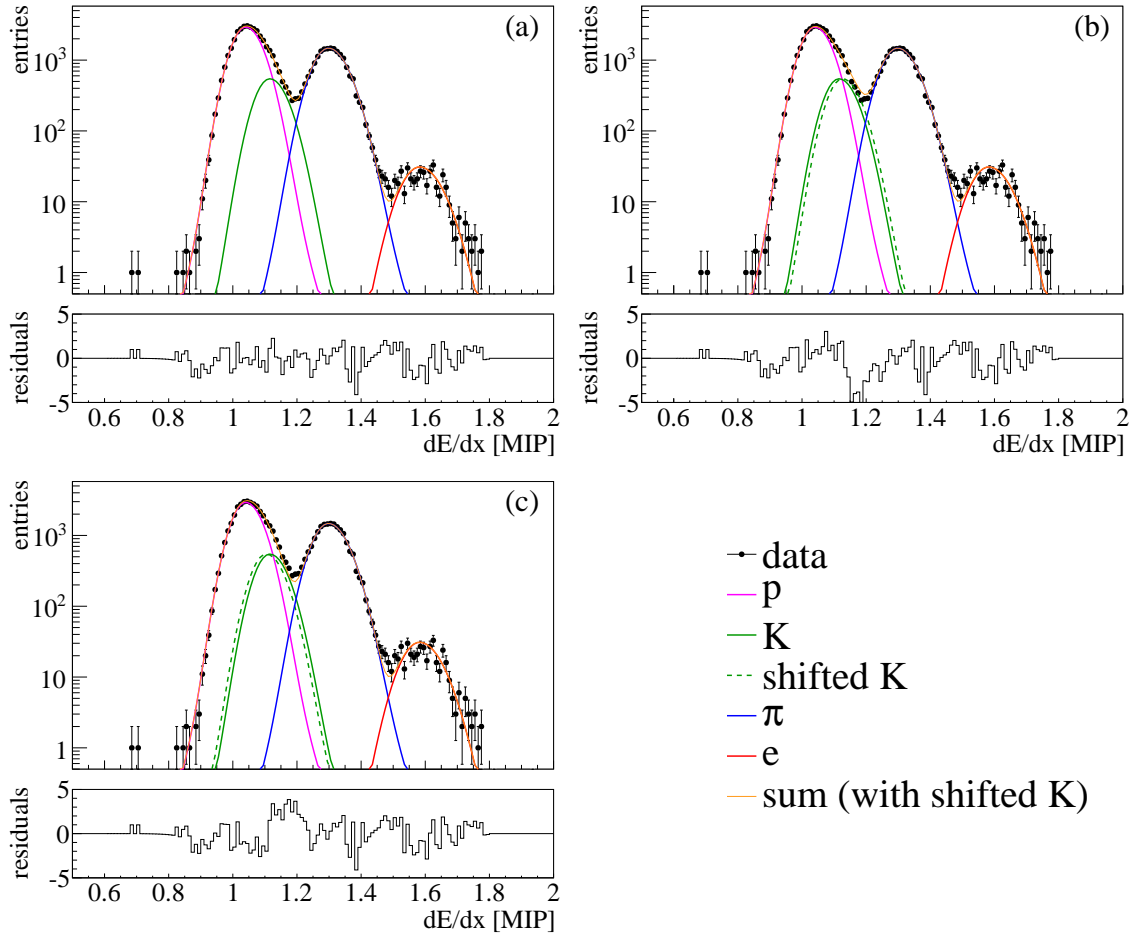 entries
(a)
10³
10²
10
1
residuals
5
0
-5
0.6 0.8 1 1.2 1.4 1.6 1.8 2
dE/dx [MIP]
entries
(b)
10³
10²
10
1
residuals
5
0
-5
0.6 0.8 1 1.2 1.4 1.6 1.8 2
dE/dx [MIP]
entries
(c)
10³
10²
10
1
residuals
5
0
-5
0.6 0.8 1 1.2 1.4 1.6 1.8 2
dE/dx [MIP]
data
p
K
shifted K
π
e
sum (with shifted K)